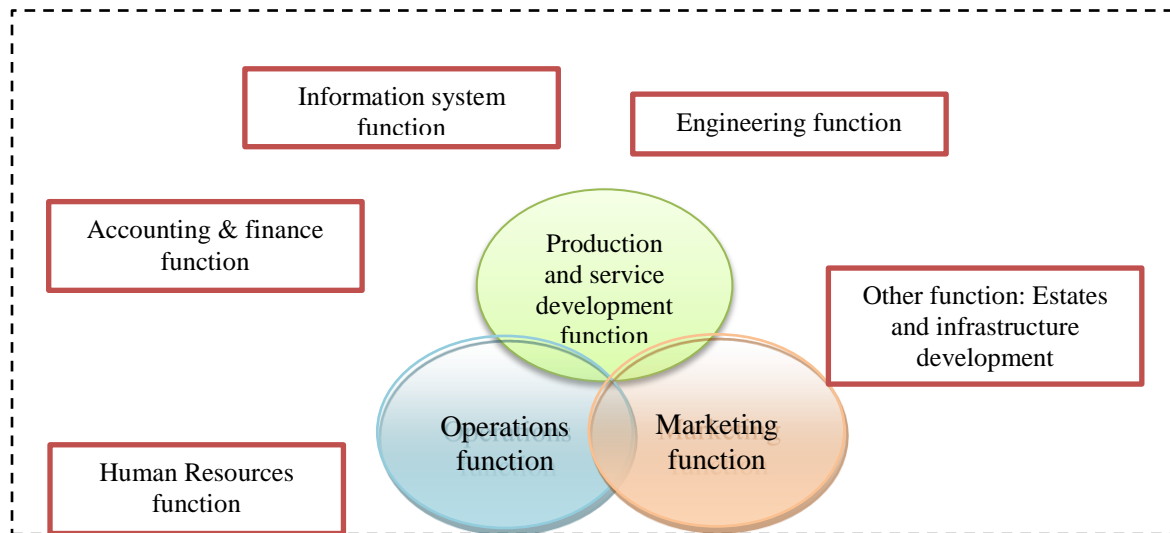 Information system
function
Engineering function
Accounting & finance
function
Production
and service
development
function
Other function: Estates
and infrastructure
development
Operations
function
Marketing
function
Human Resources
function